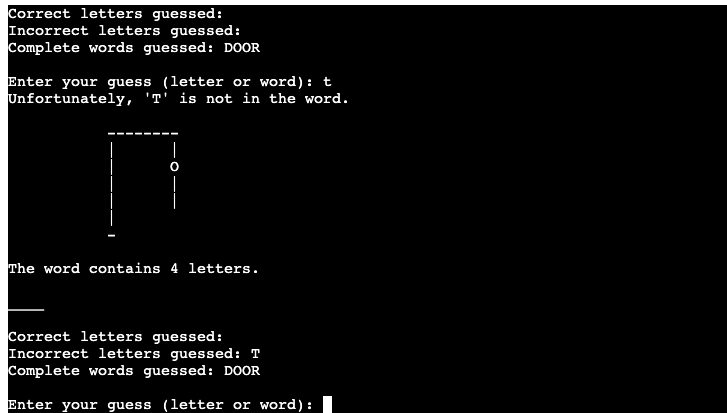 Correct letters guessed:
Incorrect letters guessed:
Complete words guessed: DOOR
Enter your guess (letter or word): t
Unfortunately, 'T' is not in the word.
--------
|       |
|       O
|       |
|       |
|
-
The word contains 4 letters.
____
Correct letters guessed:
Incorrect letters guessed: T
Complete words guessed: DOOR
Enter your guess (letter or word):